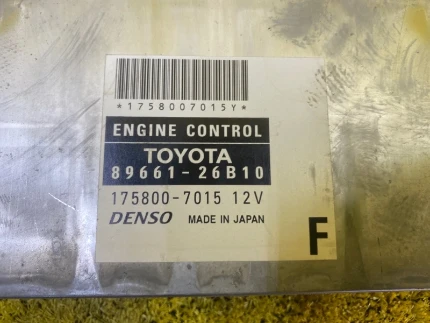 *1758007015Y*
ENGINE CONTROL
TOYOTA
89661-26B10
175800-7015 12V
DENSO MADE IN JAPAN
F